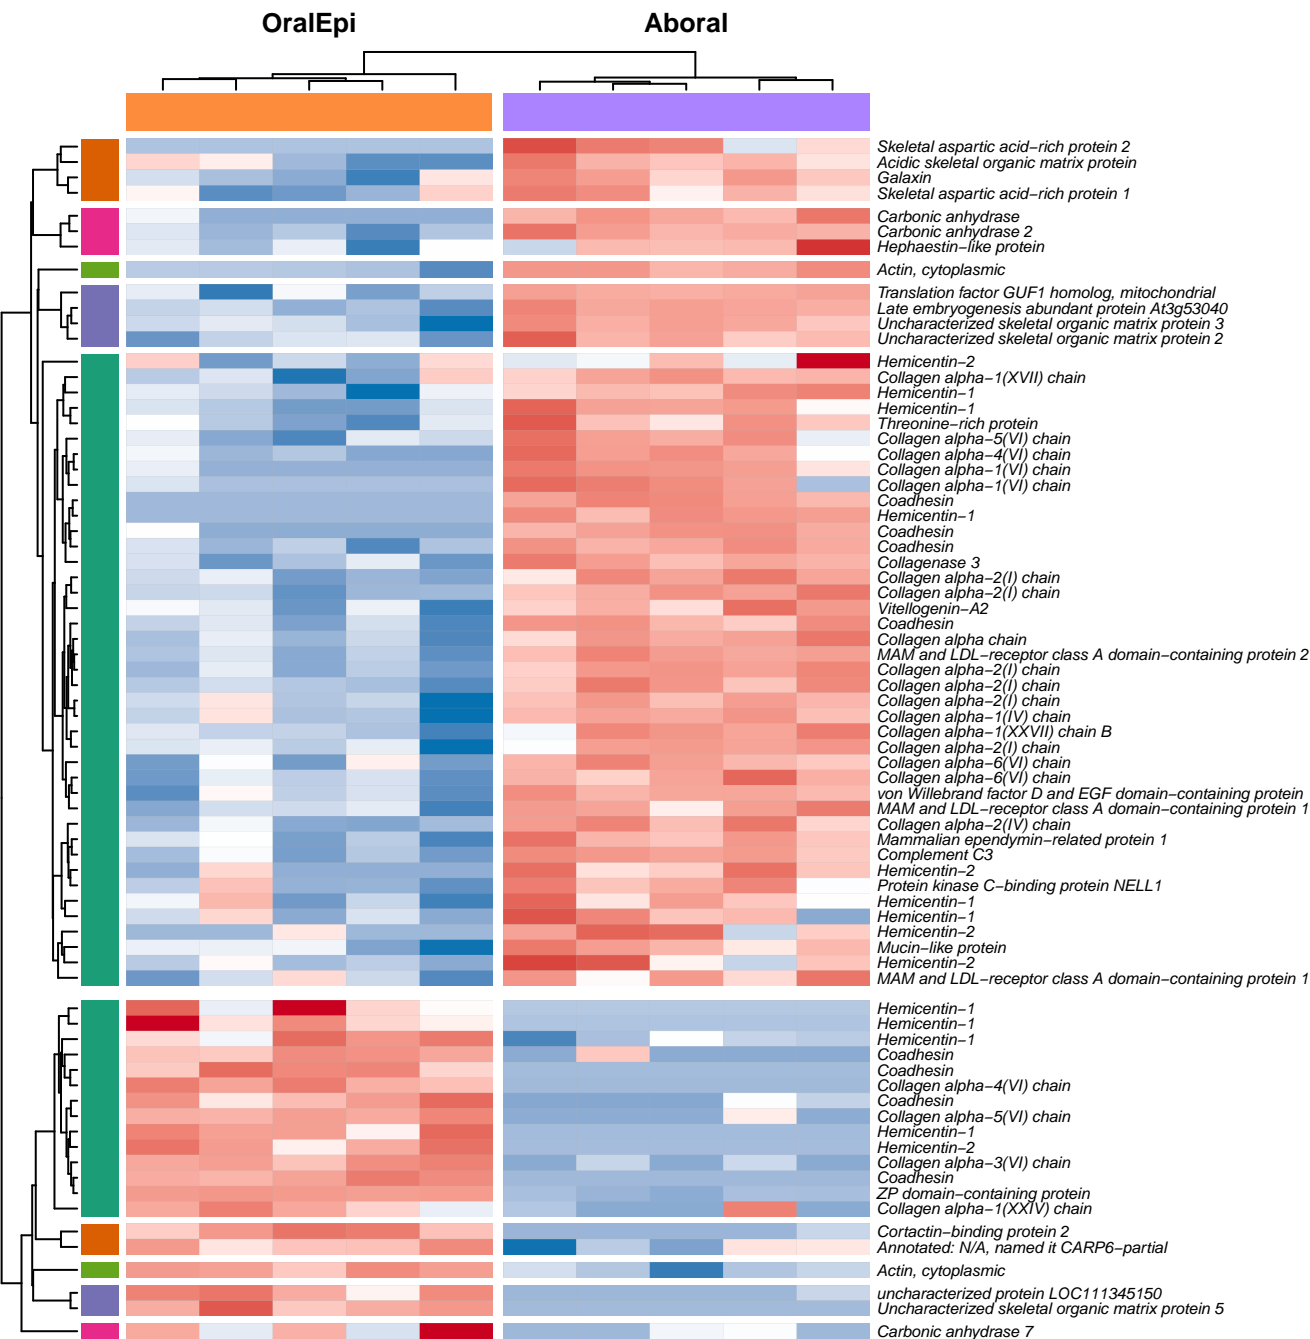 OralEpi Aboral
Skeletal aspartic acid−rich protein 2
Acidic skeletal organic matrix protein
Galaxin
Skeletal aspartic acid−rich protein 1
Carbonic anhydrase
Carbonic anhydrase 2
Hephaestin−like protein
Actin, cytoplasmic
Translation factor GUF1 homolog, mitochondrial
Late embryogenesis abundant protein At3g53040
Uncharacterized skeletal organic matrix protein 3
Uncharacterized skeletal organic matrix protein 2
Hemicentin−2
Collagen alpha−1(XVII) chain
Hemicentin−1
Hemicentin−1
Threonine−rich protein
Collagen alpha−5(VI) chain
Collagen alpha−4(VI) chain
Collagen alpha−1(VI) chain
Collagen alpha−1(VI) chain
Coadhesin
Hemicentin−1
Coadhesin
Coadhesin
Collagenase 3
Collagen alpha−2(I) chain
Collagen alpha−2(I) chain
Vitellogenin−A2
Coadhesin
Collagen alpha chain
MAM and LDL−receptor class A domain−containing protein 2
Collagen alpha−2(I) chain
Collagen alpha−2(I) chain
Collagen alpha−2(I) chain
Collagen alpha−1(IV) chain
Collagen alpha−1(XXVII) chain B
Collagen alpha−2(I) chain
Collagen alpha−6(VI) chain
Collagen alpha−6(VI) chain
von Willebrand factor D and EGF domain−containing protein
MAM and LDL−receptor class A domain−containing protein 1
Collagen alpha−2(IV) chain
Mammalian ependymin−related protein 1
Complement C3
Hemicentin−2
Protein kinase C−binding protein NELL1
Hemicentin−1
Hemicentin−1
Hemicentin−2
Mucin−like protein
Hemicentin−2
MAM and LDL−receptor class A domain−containing protein 1
Hemicentin−1
Hemicentin−1
Hemicentin−1
Coadhesin
Coadhesin
Collagen alpha−4(VI) chain
Coadhesin
Collagen alpha−5(VI) chain
Hemicentin−1
Hemicentin−2
Collagen alpha−3(VI) chain
Coadhesin
ZP domain−containing protein
Collagen alpha−1(XXIV) chain
Cortactin−binding protein 2
Annotated: N/A, named it CARP6−partial
Actin, cytoplasmic
uncharacterized protein LOC111345150
Uncharacterized skeletal organic matrix protein 5
Carbonic anhydrase 7